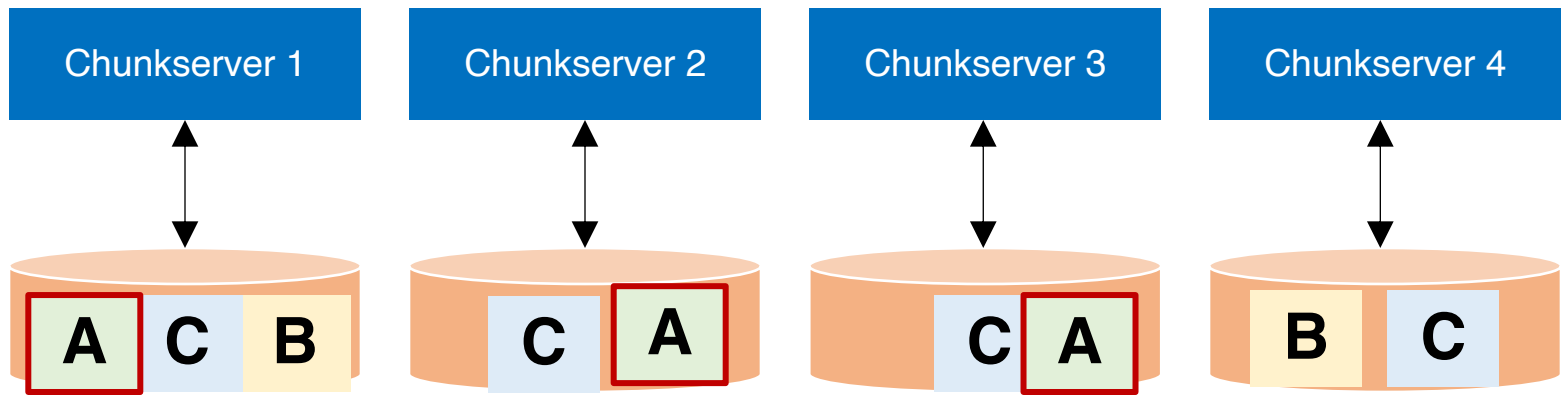 Chunkserver 1
Chunkserver 2
Chunkserver 3
Chunkserver 4
A C B
C A
C A
B C